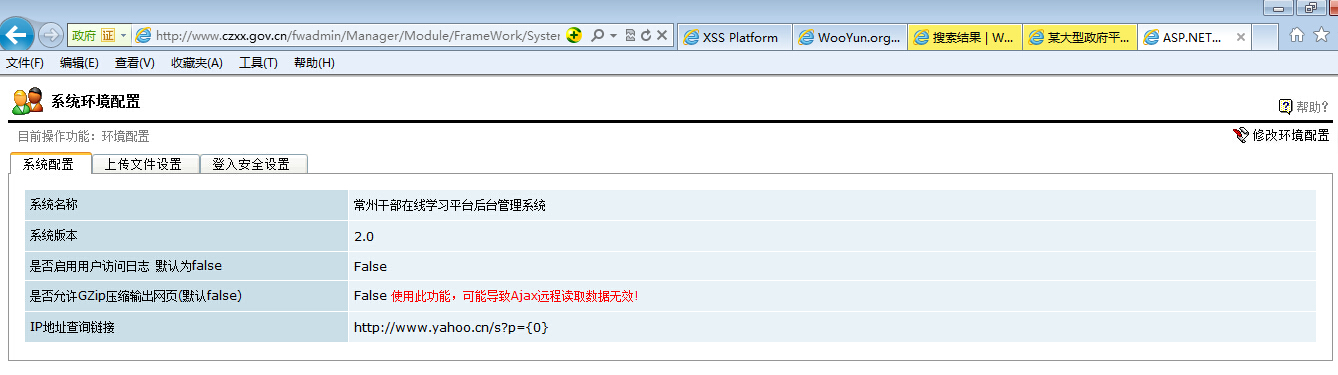 政府 证 http://www.czxx.gov.cn/fwadmin/Manager/Module/FrameWork/System XSS Platform WooYun.org... 搜索结果 | W... 某大型政府平... ASP.NET...
文件(F) 编辑(E) 查看(V) 收藏夹(A) 工具(T) 帮助(H)
系统环境配置
帮助?
目前操作功能：环境配置 修改环境配置
系统配置 上传文件设置 登入安全设置
系统名称 常州干部在线学习平台后台管理系统
系统版本 2.0
是否启用用户访问日志 默认为false False
是否允许GZip压缩输出网页(默认false) False 使用此功能，可能导致Ajax远程读取数据无效!
IP地址查询链接 http://www.yahoo.cn/s?p={0}